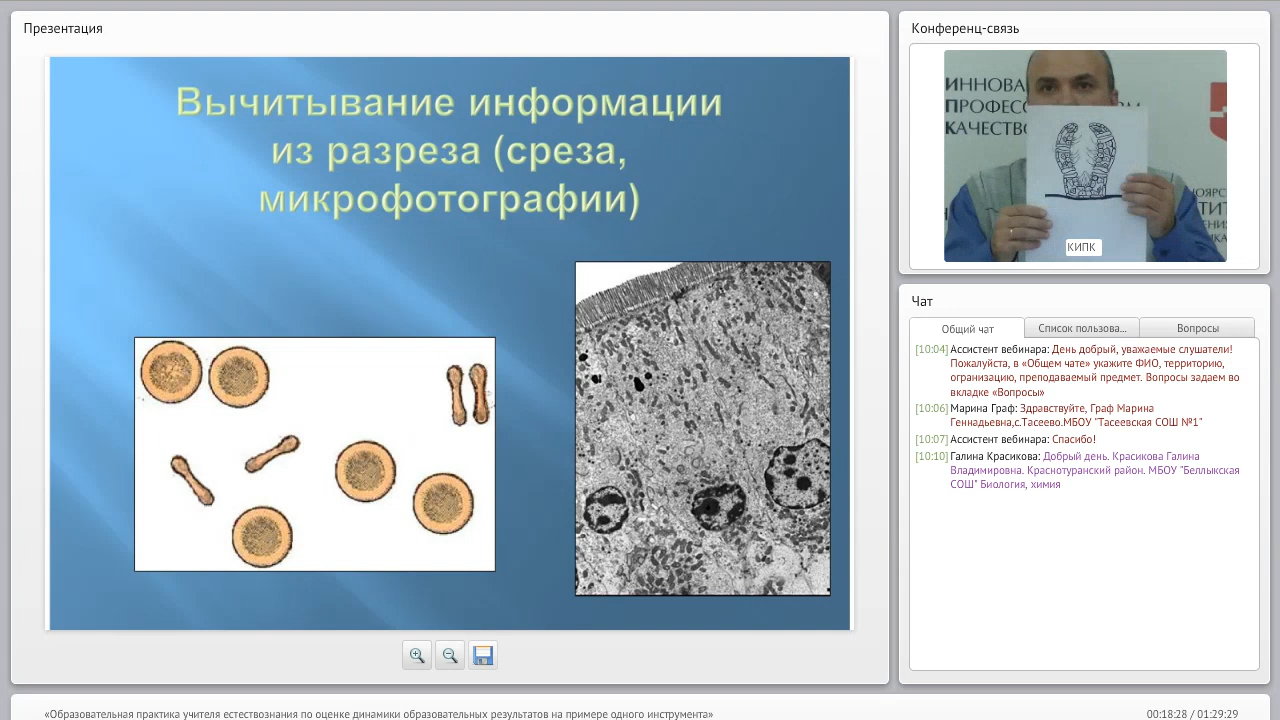 Презентация
Вычитывание информации
из разреза (среза,
микрофотографии)
Конференц-связь
ИННОВА
ПРОФЕСС
КАЧЕСТВО
КИПК
Чат
Общий чат
Список пользова...
Вопросы
[10:04] Ассистент вебинара: День добрый, уважаемые слушатели!
Пожалуйста, в «Общем чате» укажите ФИО, территорию,
огранизацию, преподаваемый предмет. Вопросы задаем во
вкладке «Вопросы»
[10:06] Марина Граф: Здравствуйте, Граф Марина
Геннадьевна,с.Тасеево.МБОУ "Тасеевская СОШ №1"
[10:07] Ассистент вебинара: Спасибо!
[10:10] Галина Красикова: Добрый день. Красикова Галина
Владимировна. Краснотуранский район. МБОУ "Беллыкская
СОШ" Биология, химия
«Образовательная практика учителя естествознания по оценке динамики образовательных результатов на примере одного инструмента»
00:18:28 / 01:29:29